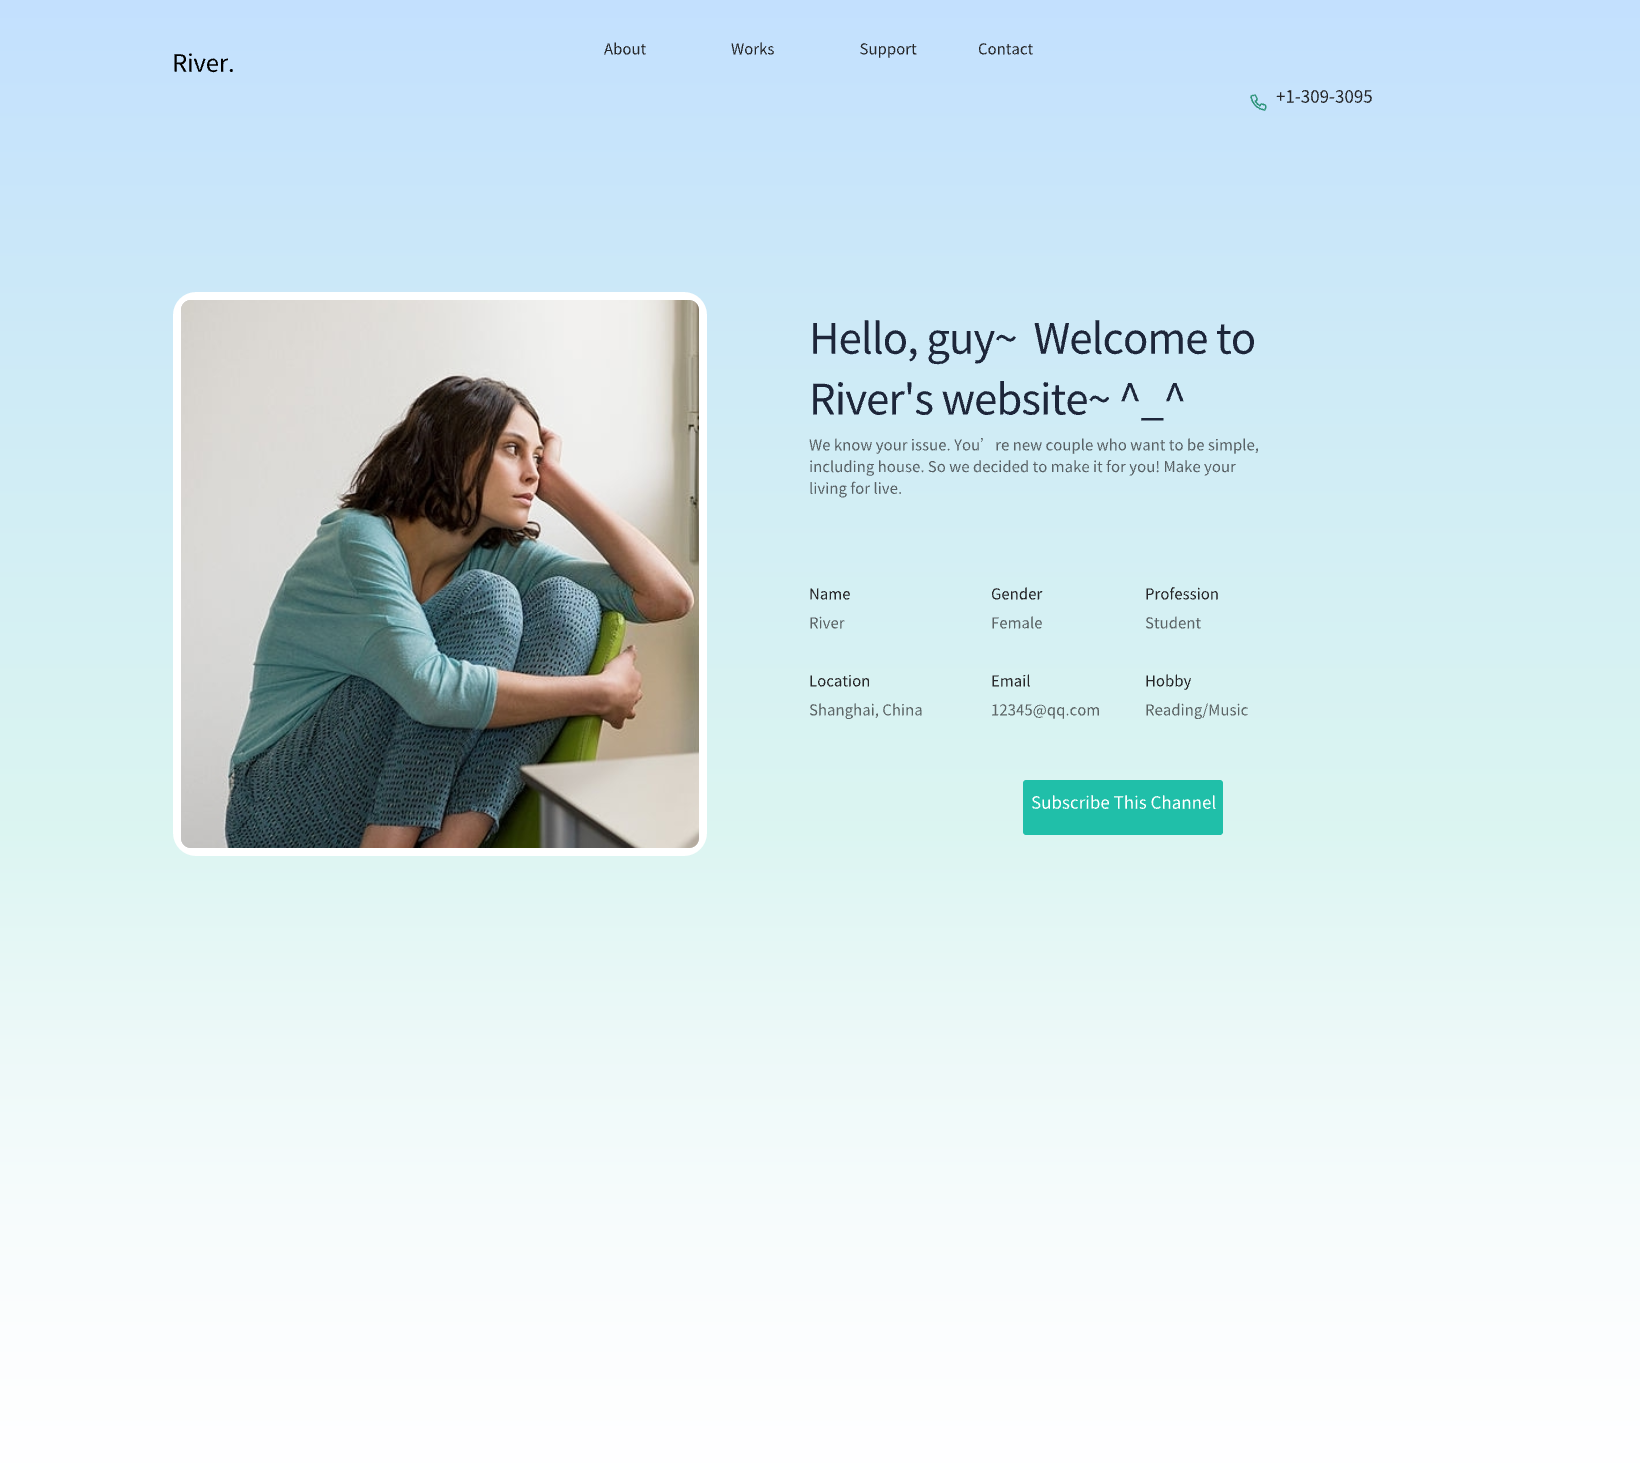 River.
About Works Support Contact
+1-309-3095
Hello, guy~ Welcome to
River's website~ ^_^
We know your issue. You’re new couple who want to be simple,
including house. So we decided to make it for you! Make your
living for live.
Name Gender Profession
River Female Student
Location Email Hobby
Shanghai, China 12345@qq.com Reading/Music
Subscribe This Channel